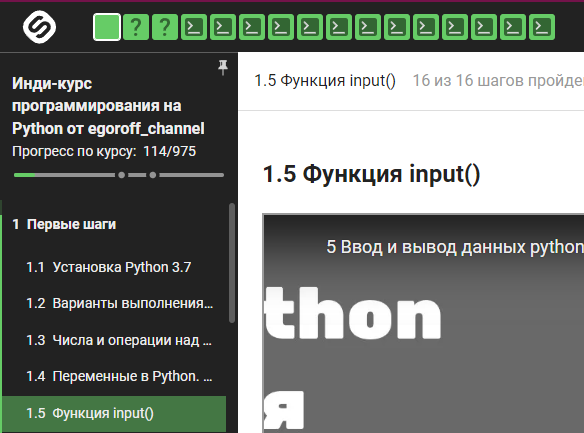 ? ?
1.5 Функция input() 16 из 16 шагов пройде
Инди-курс
программирования на
Python от egoroff_channel
Прогресс по курсу: 114/975
1 Первые шаги
1.1 Установка Python 3.7
1.2 Варианты выполнения...
1.3 Числа и операции над ...
1.4 Переменные в Python. ...
1.5 Функция input()
1.5 Функция input()
5 Ввод и вывод данных python
thon
я